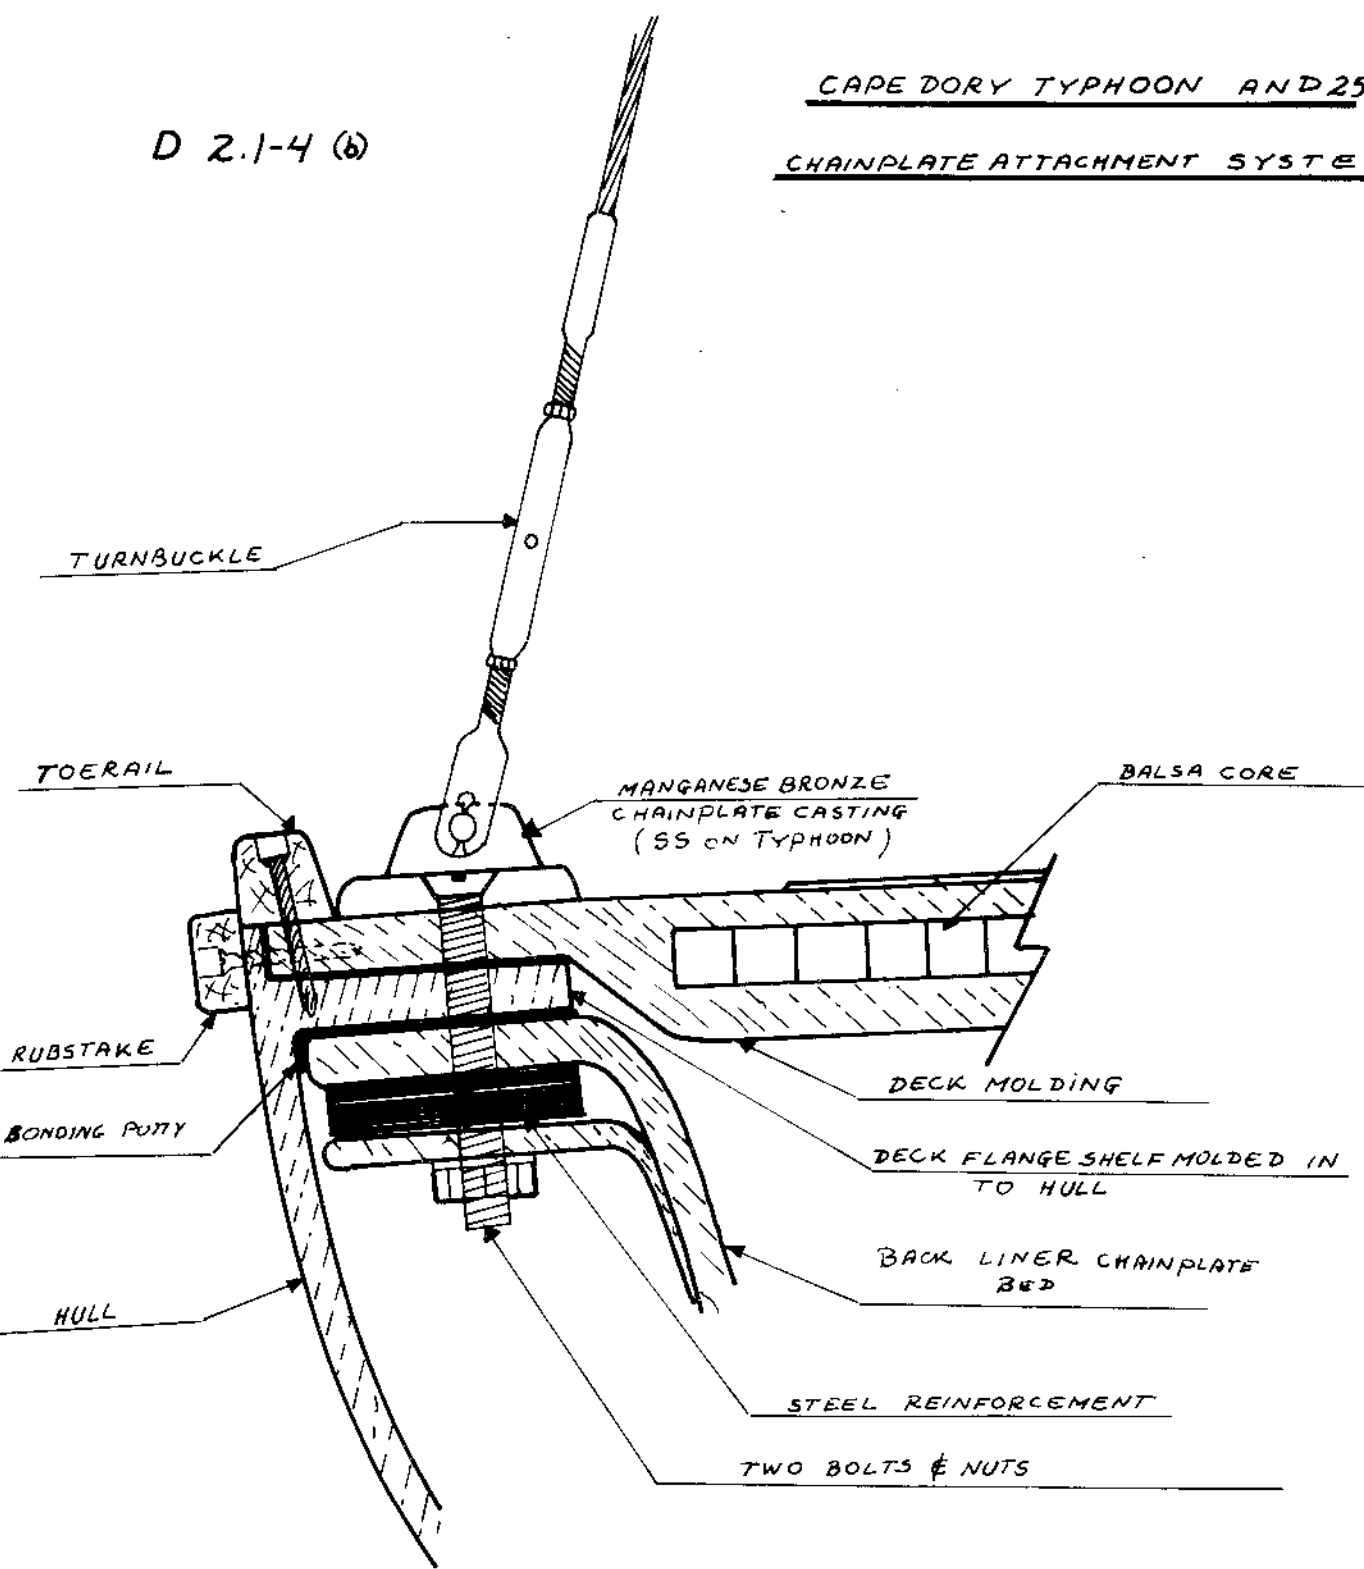 CAPE DORY TYPHOON AND 25
D 2.1-4 (b)
CHAINPLATE ATTACHMENT SYSTE
TURNBUCKLE
TOERAIL
MANGANESE BRONZE
CHAINPLATE CASTING
(SS ON TYPHOON)
BALSA CORE
RUBSTAKE
DECK MOLDING
BONDING PUTTY
DECK FLANGE SHELF MOLDED IN
TO HULL
BACK LINER CHAINPLATE
BED
HULL
STEEL REINFORCEMENT
TWO BOLTS & NUTS